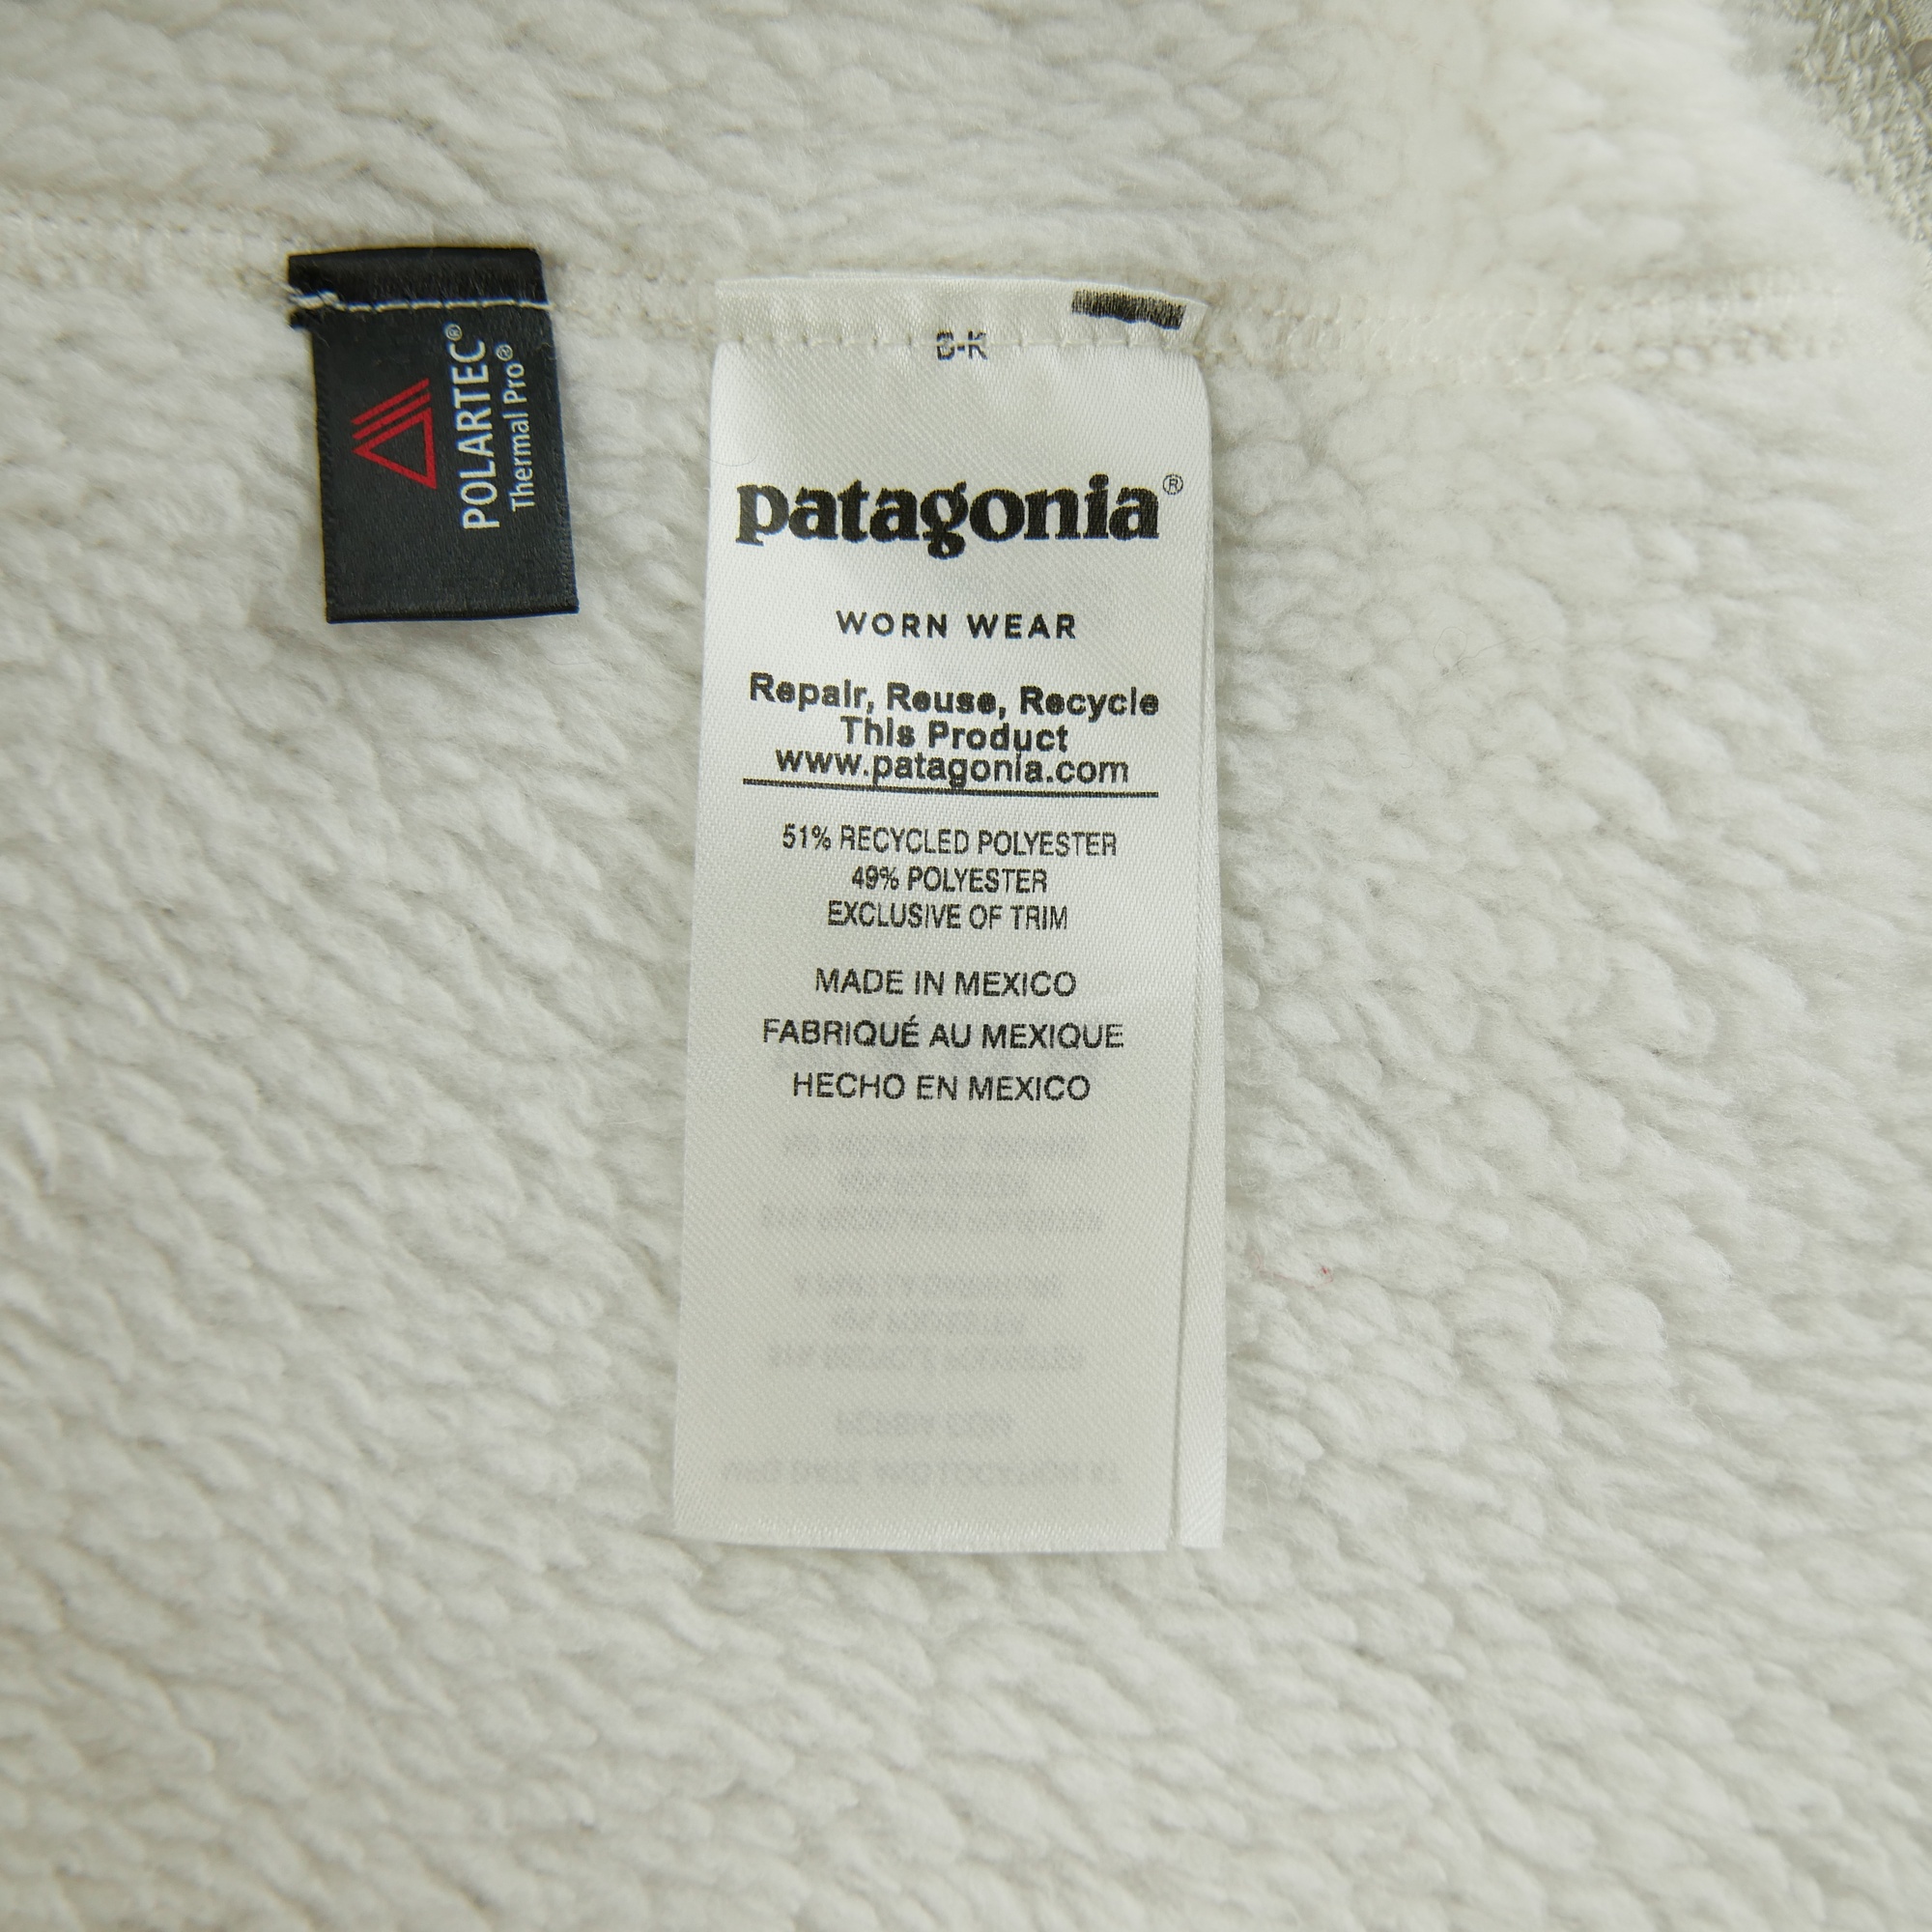 POLARTEC®
Thermal Pro®
patagonia®
WORN WEAR
Repair, Reuse, Recycle
This Product
www.patagonia.com
51% RECYCLED POLYESTER
49% POLYESTER
EXCLUSIVE OF TRIM
MADE IN MEXICO
FABRIQUÉ AU MEXIQUE
HECHO EN MEXICO